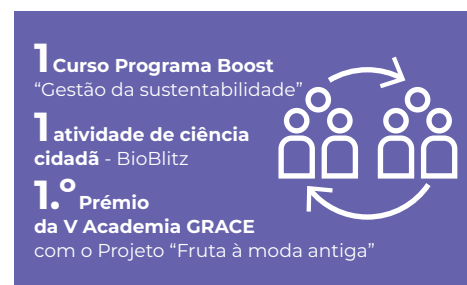 1 Curso Programa Boost
“Gestão da sustentabilidade”
1 atividade de ciência
cidadã - BioBlitz
1.º Prémio
da V Academia GRACE
com o Projeto “Fruta à moda antiga”